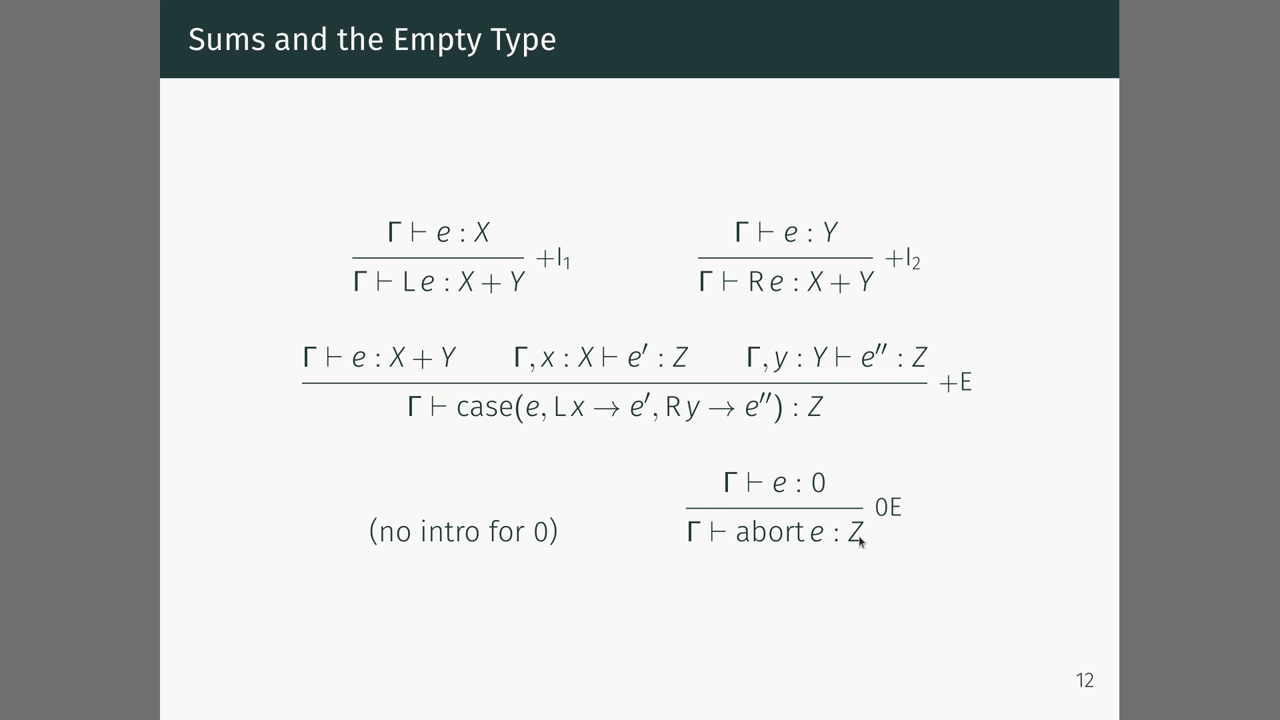 Sums and the Empty Type
Γ ⊢ e : X
Γ ⊢ L e : X + Y
+I₁
Γ ⊢ e : Y
Γ ⊢ R e : X + Y
+I₂
Γ ⊢ e : X + Y Γ, x : X ⊢ e′ : Z Γ, y : Y ⊢ e″ : Z
Γ ⊢ case(e, L x → e′, R y → e″) : Z
+E
(no intro for 0)
Γ ⊢ e : 0
Γ ⊢ abort e : Z
0E
12